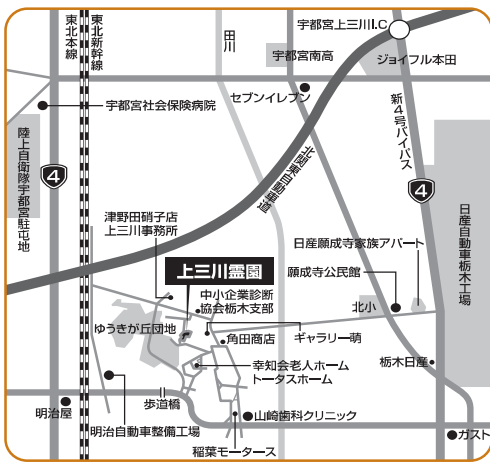 東北本線
東北新幹線
田川
宇都宮上三川I.C
宇都宮南高
ジョイフル本田
セブンイレブン
宇都宮社会保険病院
新4号バイパス
陸上自衛隊宇都宮駐屯地
4
北関東自動車道
4
日産自動車栃木工場
津野田硝子店
上三川事務所
日産願成寺家族アパート
上三川霊園
願成寺公民館
中小企業診断
協会栃木支部
北小
ゆうきが丘団地
角田商店
ギャラリー萌
幸知会老人ホーム
トータスホーム
栃木日産
歩道橋
明治屋
山崎歯科クリニック
明治自動車整備工場
ガスト
稲葉モータース